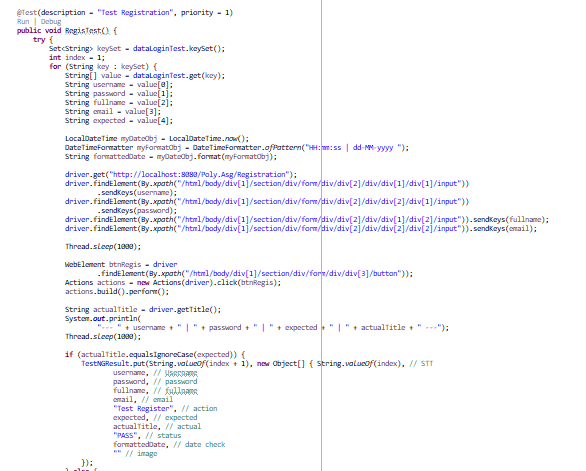 @Test(description = "Test Registration", priority = 1)
Run | Debug
public void RegisTest() {
try {
Set<String> keySet = dataLoginTest.keySet();
int index = 1;
for (String key : keySet) {
String[] value = dataLoginTest.get(key);
String username = value[0];
String password = value[1];
String fullname = value[2];
String email = value[3];
String expected = value[4];
LocalDateTime myDateObj = LocalDateTime.now();
DateTimeFormatter myFormatObj = DateTimeFormatter.ofPattern("HH:mm:ss | dd-MM-yyyy ");
String formattedDate = myDateObj.format(myFormatObj);
driver.get("http://localhost:8080/Poly.Asg/Registration");
driver.findElement(By.xpath("/html/body/div[1]/section/div/form/div/div[2]/div/div[1]/div[1]/input"))
.sendKeys(username);
driver.findElement(By.xpath("/html/body/div[1]/section/div/form/div/div[2]/div/div[2]/div[1]/input"))
.sendKeys(password);
driver.findElement(By.xpath("/html/body/div[1]/section/div/form/div/div[2]/div/div[1]/div[2]/input")).sendKeys(fullname);
driver.findElement(By.xpath("/html/body/div[1]/section/div/form/div/div[2]/div/div[2]/div[2]/input")).sendKeys(email);
Thread.sleep(1000);
WebElement btnRegis = driver
.findElement(By.xpath("/html/body/div[1]/section/div/form/div/div[3]/button"));
Actions actions = new Actions(driver).click(btnRegis);
actions.build().perform();
String actualTitle = driver.getTitle();
System.out.println(
"--- " + username + " | " + password + " | " + expected + " | " + actualTitle + " ---");
Thread.sleep(1000);
if (actualTitle.equalsIgnoreCase(expected)) {
TestNGResult.put(String.valueOf(index + 1), new Object[] { String.valueOf(index), // STT
username, // Username
password, // password
fullname, // fullname
email, // email
"Test Register", // action
expected, // expected
actualTitle, // actual
"PASS", // status
formattedDate, // date check
"" // image
});
} else {